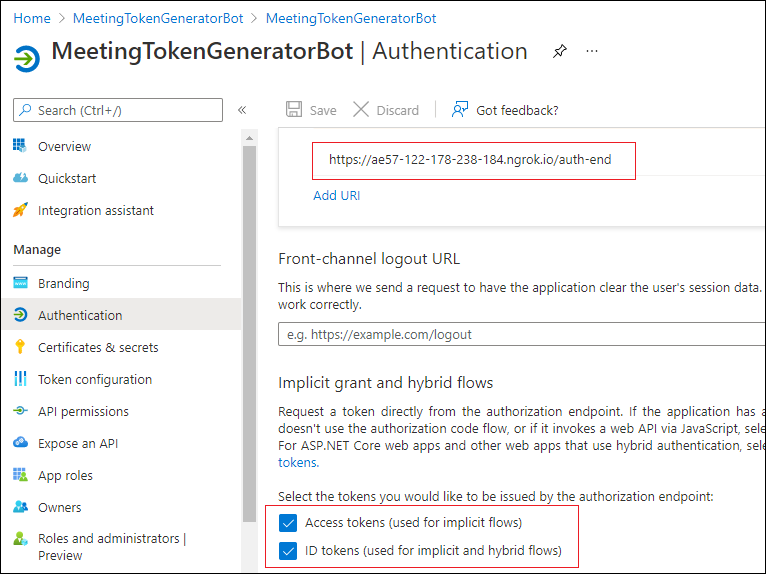 Home > MeetingTokenGeneratorBot > MeetingTokenGeneratorBot
MeetingTokenGeneratorBot | Authentication ...
Search (Ctrl+/) «
Save Discard Got feedback?
Overview
Quickstart
Integration assistant
Manage
Branding
Authentication
Certificates & secrets
Token configuration
API permissions
Expose an API
App roles
Owners
Roles and administrators |
Preview
https://ae57-122-178-238-184.ngrok.io/auth-end
Add URI
Front-channel logout URL
This is where we send a request to have the application clear the user's session data.
work correctly.
e.g. https://example.com/logout
Implicit grant and hybrid flows
Request a token directly from the authorization endpoint. If the application has a
doesn't use the authorization code flow, or if it invokes a web API via JavaScript, sele
For ASP.NET Core web apps and other web apps that use hybrid authentication, sele
tokens.
Select the tokens you would like to be issued by the authorization endpoint:
Access tokens (used for implicit flows)
ID tokens (used for implicit and hybrid flows)